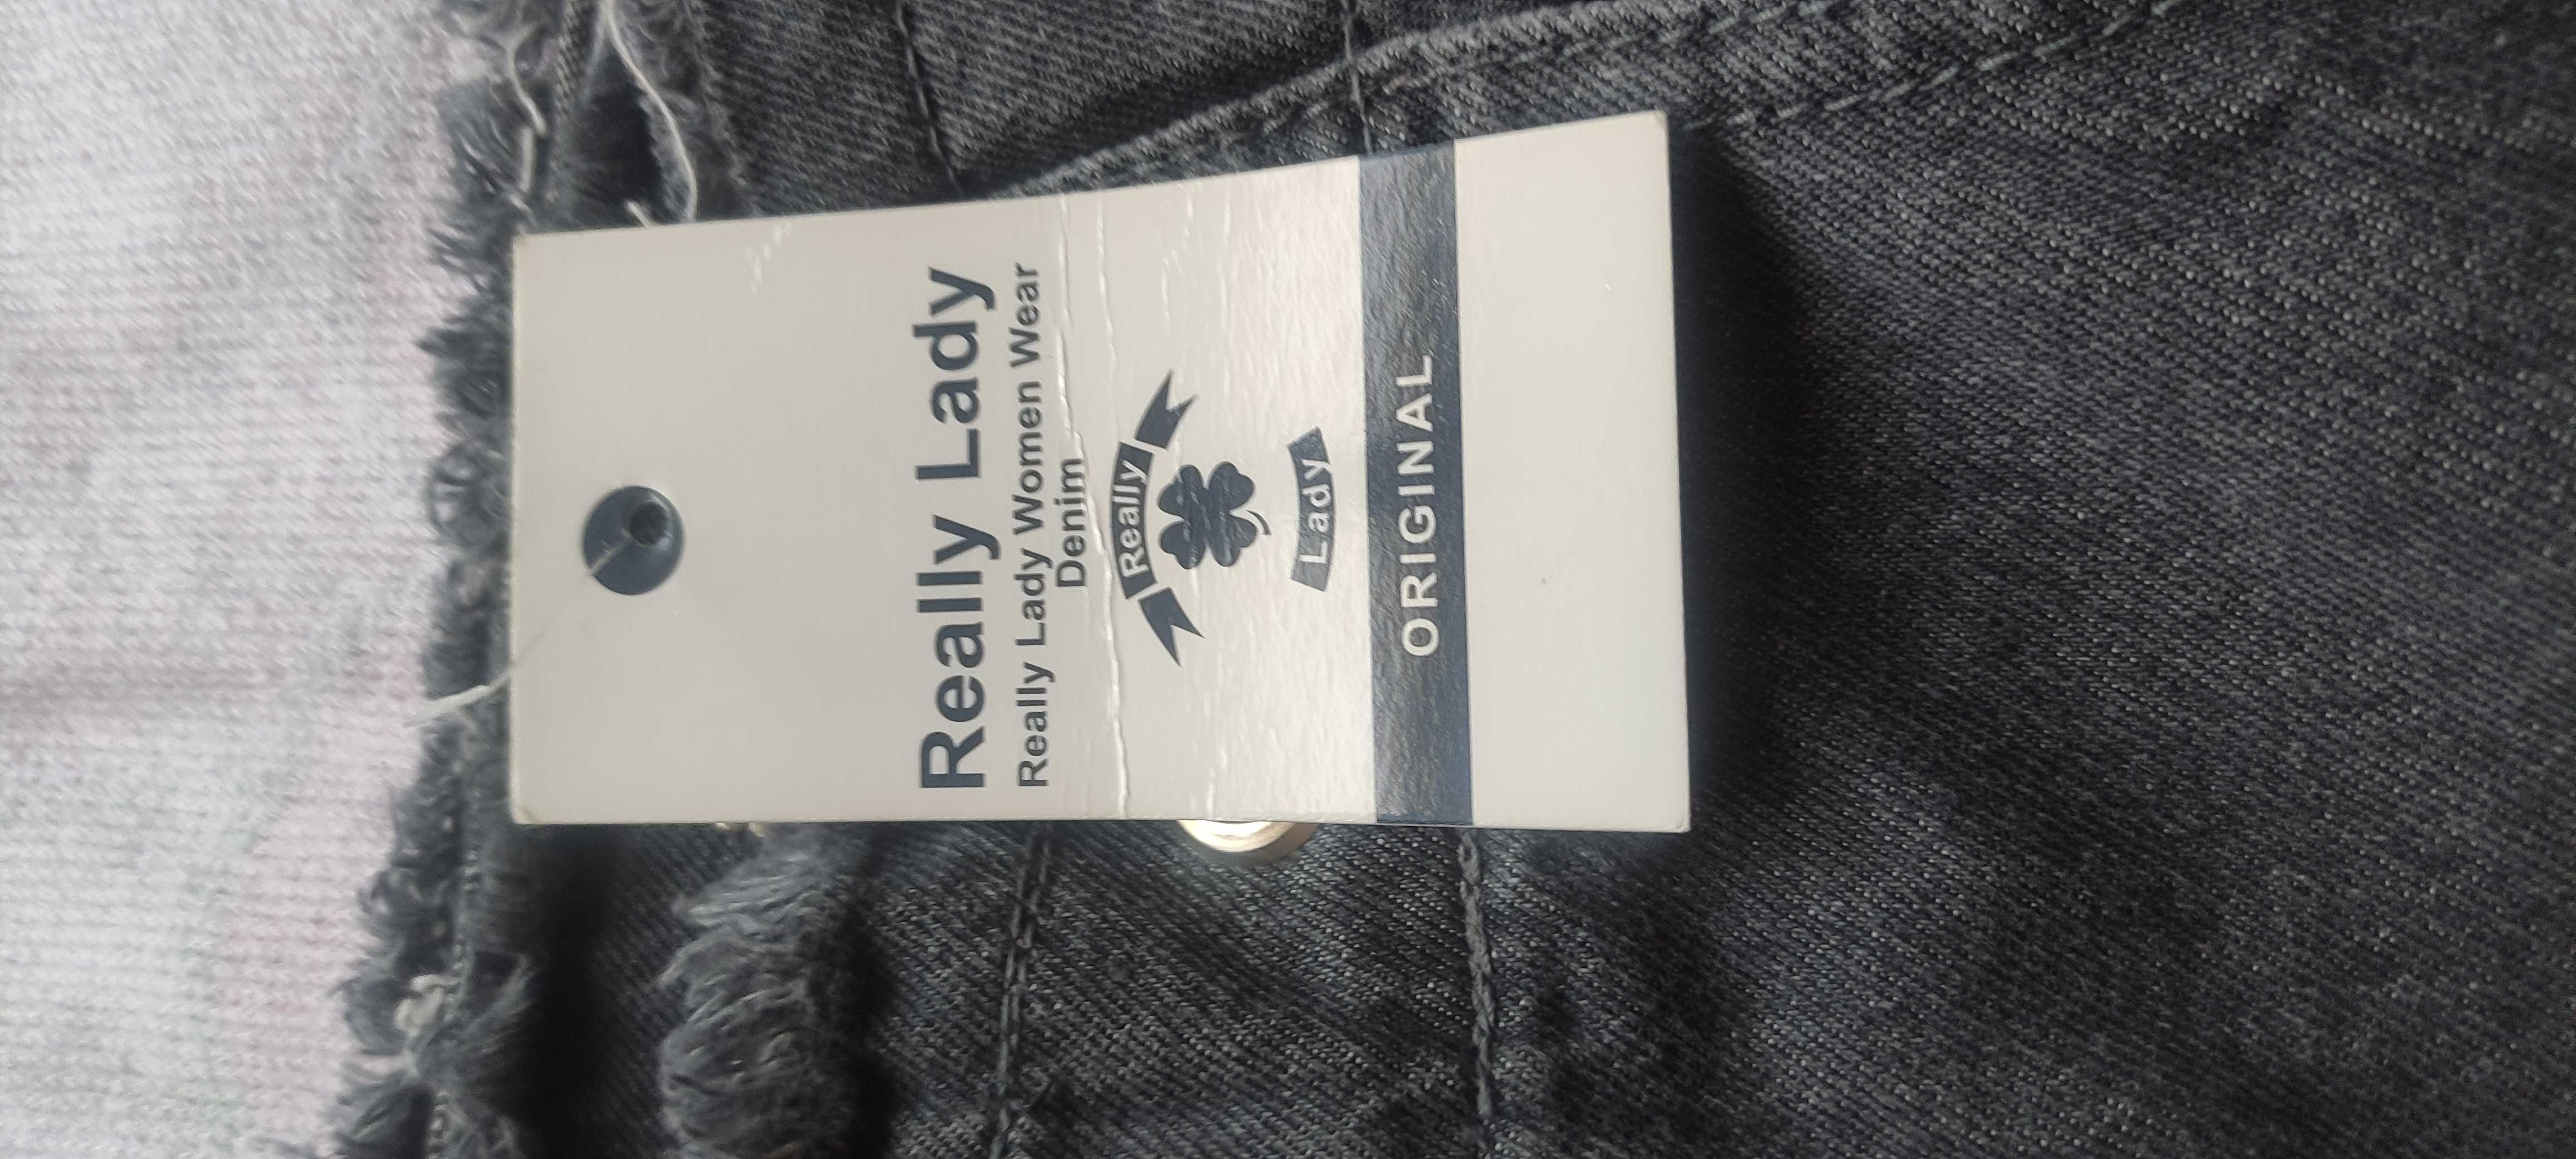 Really Lady
Really Lady Women Wear
Denim
Really
Lady
ORIGINAL